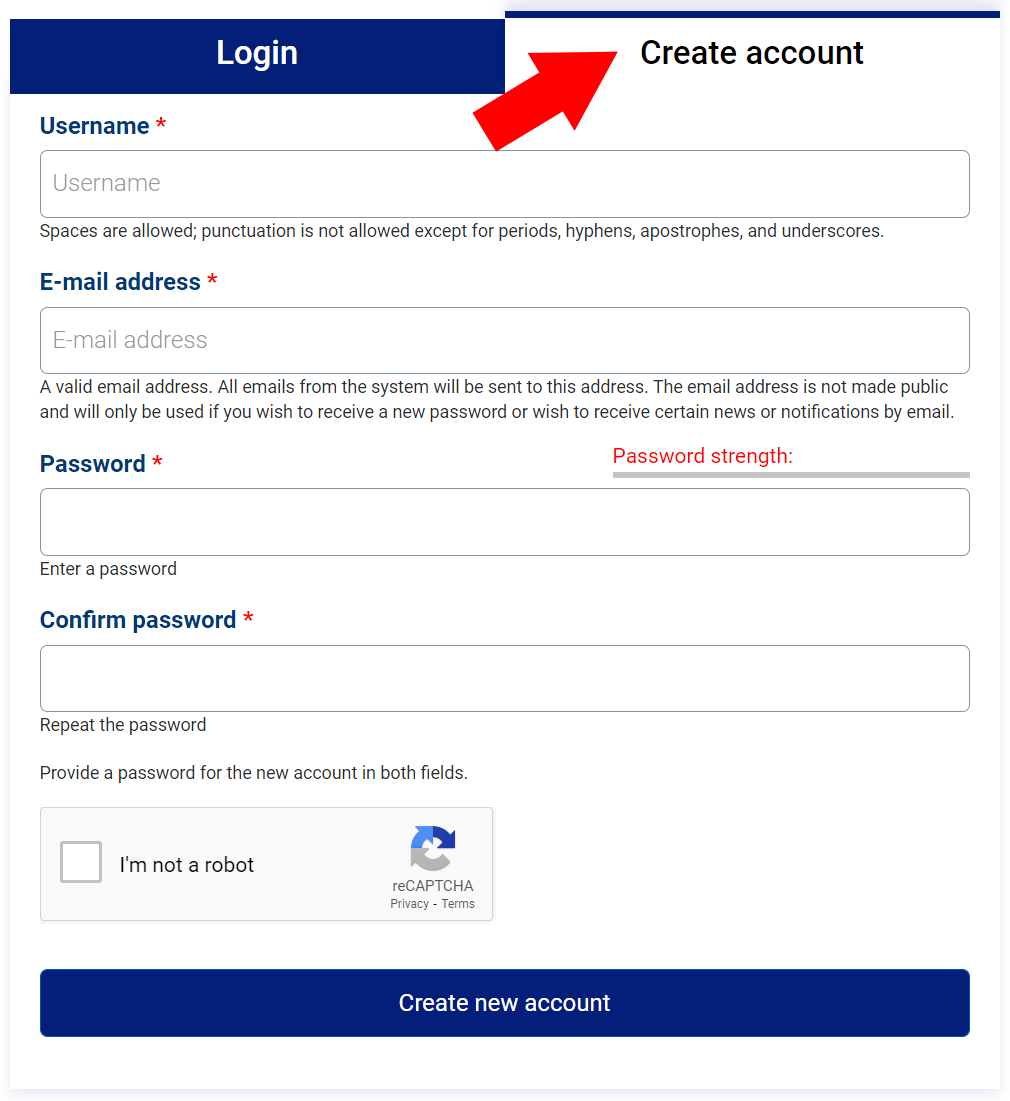 Login
Create account
Username *
Username
Spaces are allowed; punctuation is not allowed except for periods, hyphens, apostrophes, and underscores.
E-mail address *
E-mail address
A valid email address. All emails from the system will be sent to this address. The email address is not made public
and will only be used if you wish to receive a new password or wish to receive certain news or notifications by email.
Password *
Password strength:
Enter a password
Confirm password *
Repeat the password
Provide a password for the new account in both fields.
I'm not a robot
reCAPTCHA
Privacy - Terms
Create new account